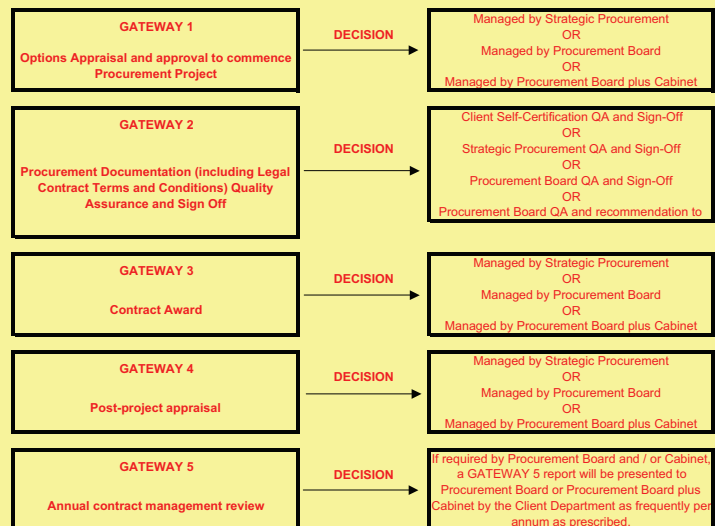 GATEWAY 1
Options Appraisal and approval to commence
Procurement Project
DECISION
Managed by Strategic Procurement
OR
Managed by Procurement Board
OR
Managed by Procurement Board plus Cabinet
GATEWAY 2
Procurement Documentation (including Legal
Contract Terms and Conditions) Quality
Assurance and Sign Off
DECISION
Client Self-Certification QA and Sign-Off
OR
Strategic Procurement QA and Sign-Off
OR
Procurement Board QA and Sign-Off
OR
Procurement Board QA and recommendation to
GATEWAY 3
Contract Award
DECISION
Managed by Strategic Procurement
OR
Managed by Procurement Board
OR
Managed by Procurement Board plus Cabinet
GATEWAY 4
Post-project appraisal
DECISION
Managed by Strategic Procurement
OR
Managed by Procurement Board
OR
Managed by Procurement Board plus Cabinet
GATEWAY 5
Annual contract management review
DECISION
If required by Procurement Board and / or Cabinet,
a GATEWAY 5 report will be presented to
Procurement Board or Procurement Board plus
Cabinet by the Client Department as frequently per
annum as prescribed.